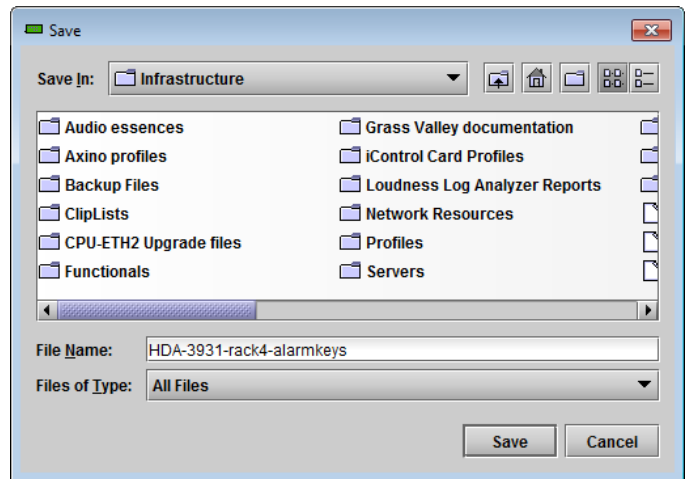 Save
Save In: Infrastructure
Audio essences
Axino profiles
Backup Files
ClipLists
CPU-ETH2 Upgrade files
Functionals
Grass Valley documentation
iControl Card Profiles
Loudness Log Analyzer Reports
Network Resources
Profiles
Servers
File Name: HDA-3931-rack4-alarmkeys
Files of Type: All Files
Save Cancel